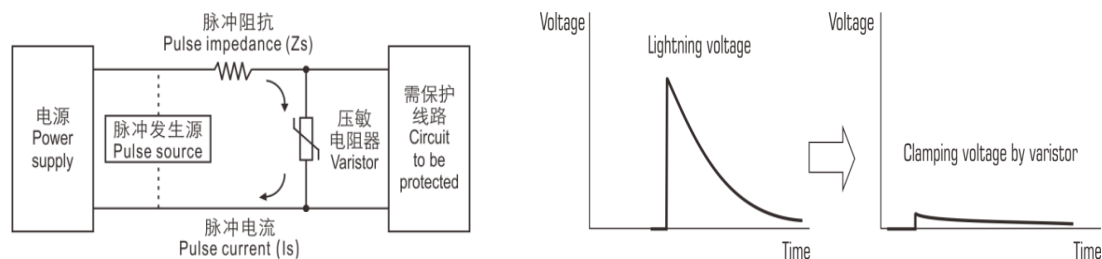 脉冲阻抗
Pulse impedance (Zs)
电源
Power
supply
脉冲发生源
Pulse source
压敏
电阻器
Varistor
需保护
线路
Circuit
to be
protected
脉冲电流
Pulse current (Is)
Voltage
Lightning voltage
Time
Voltage
Clamping voltage by varistor
Time